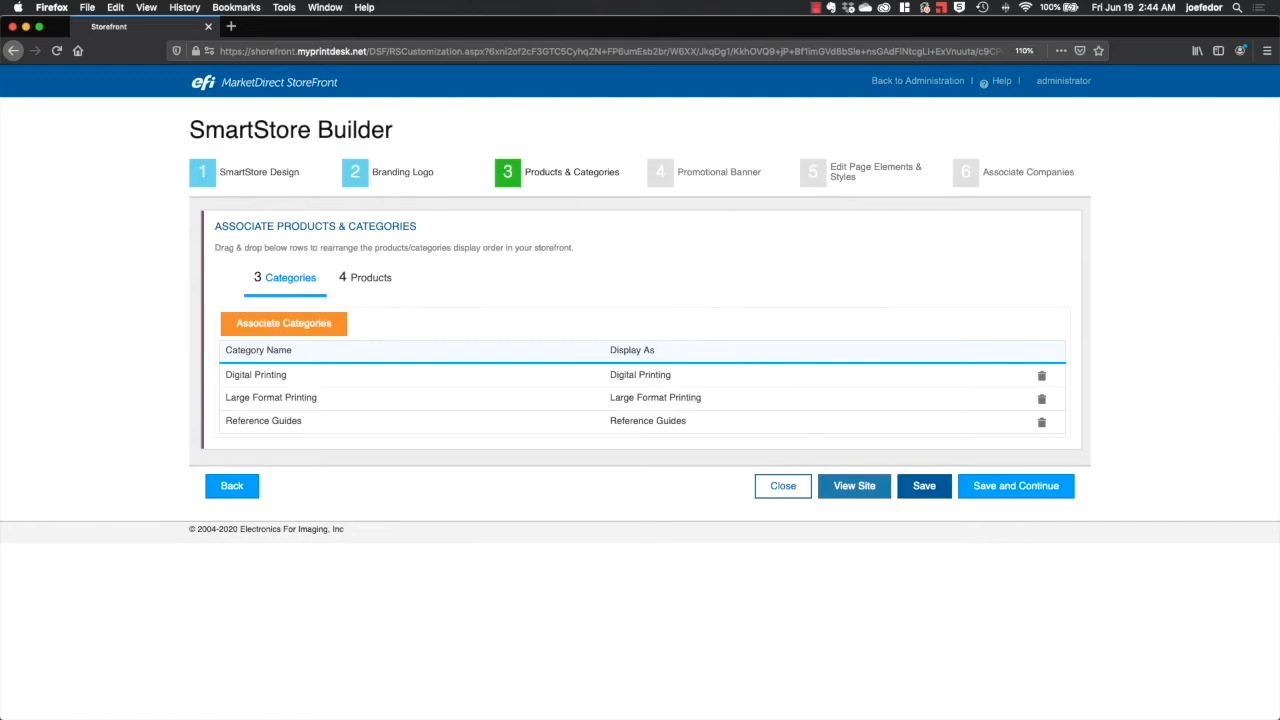 Firefox File Edit View History Bookmarks Tools Window Help 100% Fri Jun 19 2:44 AM joefedor
Storefront
110%
efi MarketDirect StoreFront Back to Administration | Help | administrator
SmartStore Builder
1 SmartStore Design 2 Branding Logo 3 Products & Categories 4 Promotional Banner 5 Edit Page Elements & Styles 6 Associate Companies
ASSOCIATE PRODUCTS & CATEGORIES
Drag & drop below rows to rearrange the products/categories display order in your storefront.
3 Categories 4 Products
Associate Categories
Category Name Display As
Digital Printing Digital Printing
Large Format Printing Large Format Printing
Reference Guides Reference Guides
Back Close View Site Save Save and Continue
© 2004-2020 Electronics For Imaging, Inc